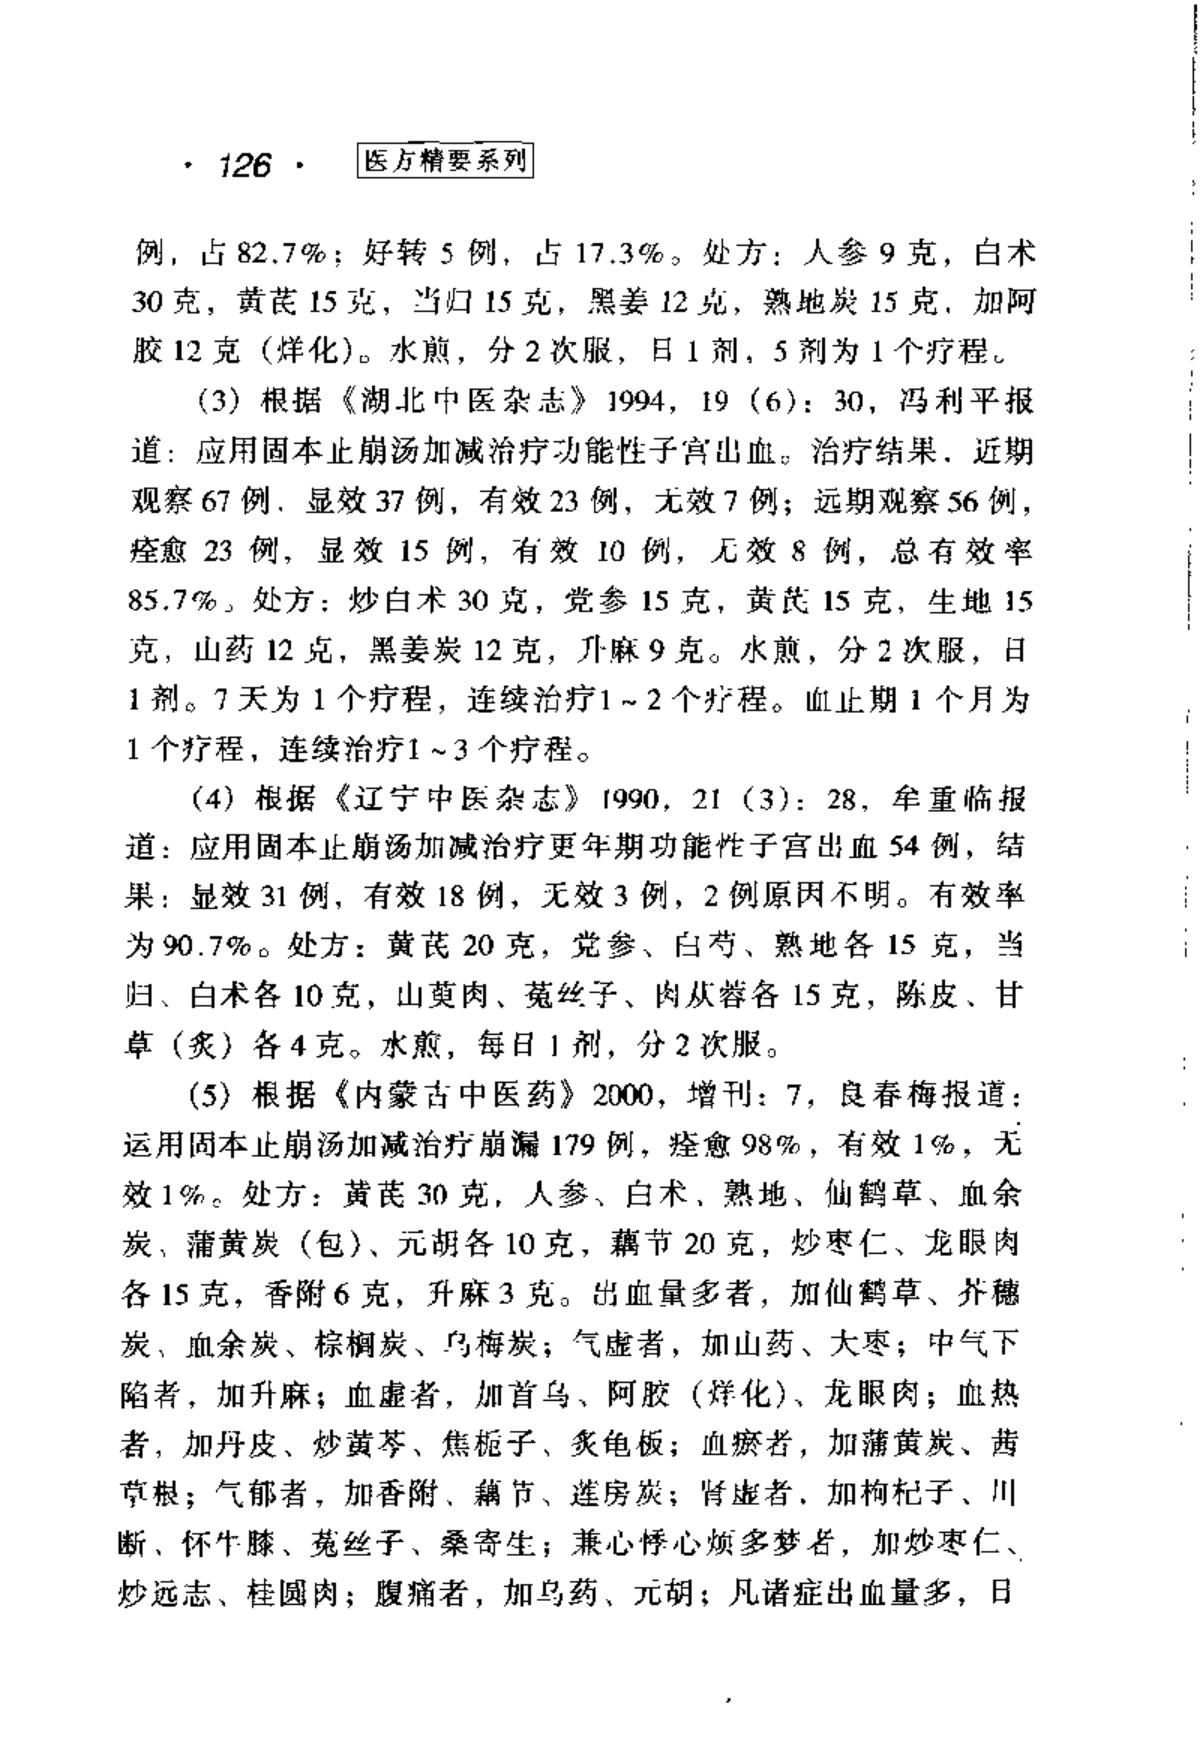 · 126 · 医方精要系列
例，占 82.7%；好转 5 例，占 17.3%。处方：人参 9 克，白术
30 克，黄芪 15 克，当归 15 克，黑姜 12 克，熟地炭 15 克，加阿
胶 12 克（烊化）。水煎，分 2 次服，日 1 剂，5 剂为 1 个疗程。
（3）根据《湖北中医杂志》1994，19（6）：30，冯利平报
道：应用固本止崩汤加减治疗功能性子宫出血。治疗结果，近期
观察 67 例，显效 37 例，有效 23 例，无效 7 例；远期观察 56 例，
痊愈 23 例，显效 15 例，有效 10 例，无效 8 例，总有效率
85.7%。处方：炒白术 30 克，党参 15 克，黄芪 15 克，生地 15
克，山药 12 克，黑姜炭 12 克，升麻 9 克。水煎，分 2 次服，日
1 剂。7 天为 1 个疗程，连续治疗1～2 个疗程。血止期 1 个月为
1 个疗程，连续治疗1～3 个疗程。
（4）根据《辽宁中医杂志》1990，21（3）：28，牟重临报
道：应用固本止崩汤加减治疗更年期功能性子宫出血 54 例，结
果：显效 31 例，有效 18 例，无效 3 例，2 例原因不明。有效率
为 90.7%。处方：黄芪 20 克，党参、白芍、熟地各 15 克，当
归、白术各 10 克，山萸肉、菟丝子、肉苁蓉各 15 克，陈皮、甘
草（炙）各 4 克。水煎，每日 1 剂，分 2 次服。
（5）根据《内蒙古中医药》2000，增刊：7，良春梅报道：
运用固本止崩汤加减治疗崩漏 179 例，痊愈 98%，有效 1%，无
效 1%。处方：黄芪 30 克，人参、白术、熟地、仙鹤草、血余
炭、蒲黄炭（包）、元胡各 10 克，藕节 20 克，炒枣仁、龙眼肉
各 15 克，香附 6 克，升麻 3 克。出血量多者，加仙鹤草、芥穗
炭、血余炭、棕榈炭、乌梅炭；气虚者，加山药、大枣；中气下
陷者，加升麻；血虚者，加首乌、阿胶（烊化）、龙眼肉；血热
者，加丹皮、炒黄芩、焦栀子、炙龟板；血瘀者，加蒲黄炭、茜
草根；气郁者，加香附、藕节、莲房炭；肾虚者，加枸杞子、川
断、怀牛膝、菟丝子、桑寄生；兼心悸心烦多梦者，加炒枣仁、
炒远志、桂圆肉；腹痛者，加乌药、元胡；凡诸症出血量多，日